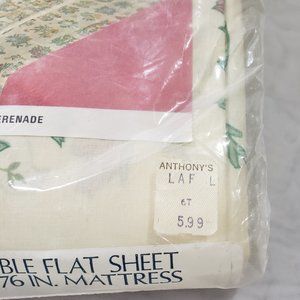 ERENADE
ANTHONY'S
LAF L
6T
5.99
BLE FLAT SHEET
76 IN. MATTRESS